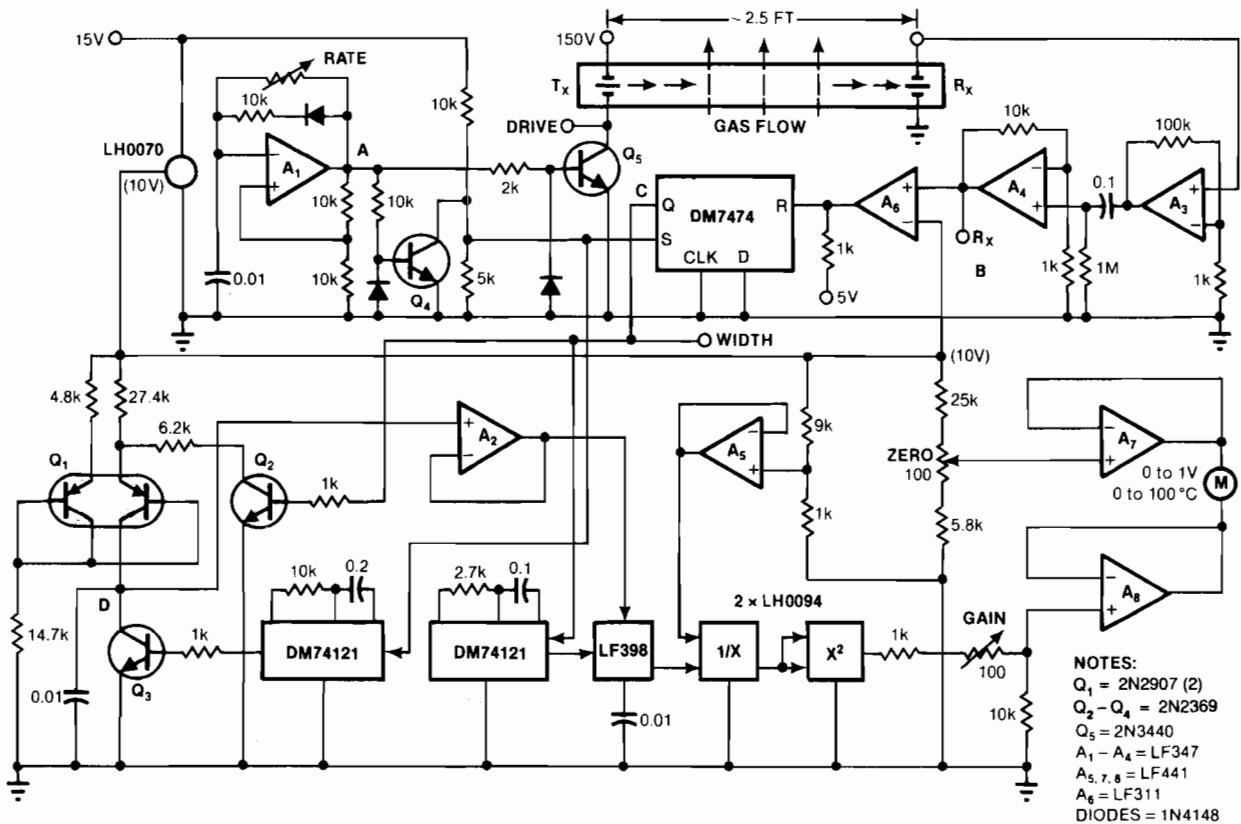 ~ 2.5 FT
15V
150V
RATE
10k
10k
TX
RX
GAS FLOW
DRIVE
LH0070
(10V)
A1
A
10k
10k
10k
0.01
2k
Q5
Q4
5k
C
Q
R
S
DM7474
CLK
D
A6
1k
5V
10k
A4
RX
B
1k
1M
0.1
100k
A3
1k
WIDTH
(10V)
4.8k
27.4k
6.2k
Q1
Q2
1k
A2
A5
9k
1k
25k
ZERO
100
5.8k
A7
0 to 1V
0 to 100 °C
M
A8
D
14.7k
0.01
Q3
1k
10k
0.2
DM74121
2.7k
0.1
DM74121
LF398
0.01
2 × LH0094
1/X
X²
1k
GAIN
100
10k
NOTES:
Q1 = 2N2907 (2)
Q2 – Q4 = 2N2369
Q5 = 2N3440
A1 – A4 = LF347
A5, 7, 8 = LF441
A6 = LF311
DIODES = 1N4148